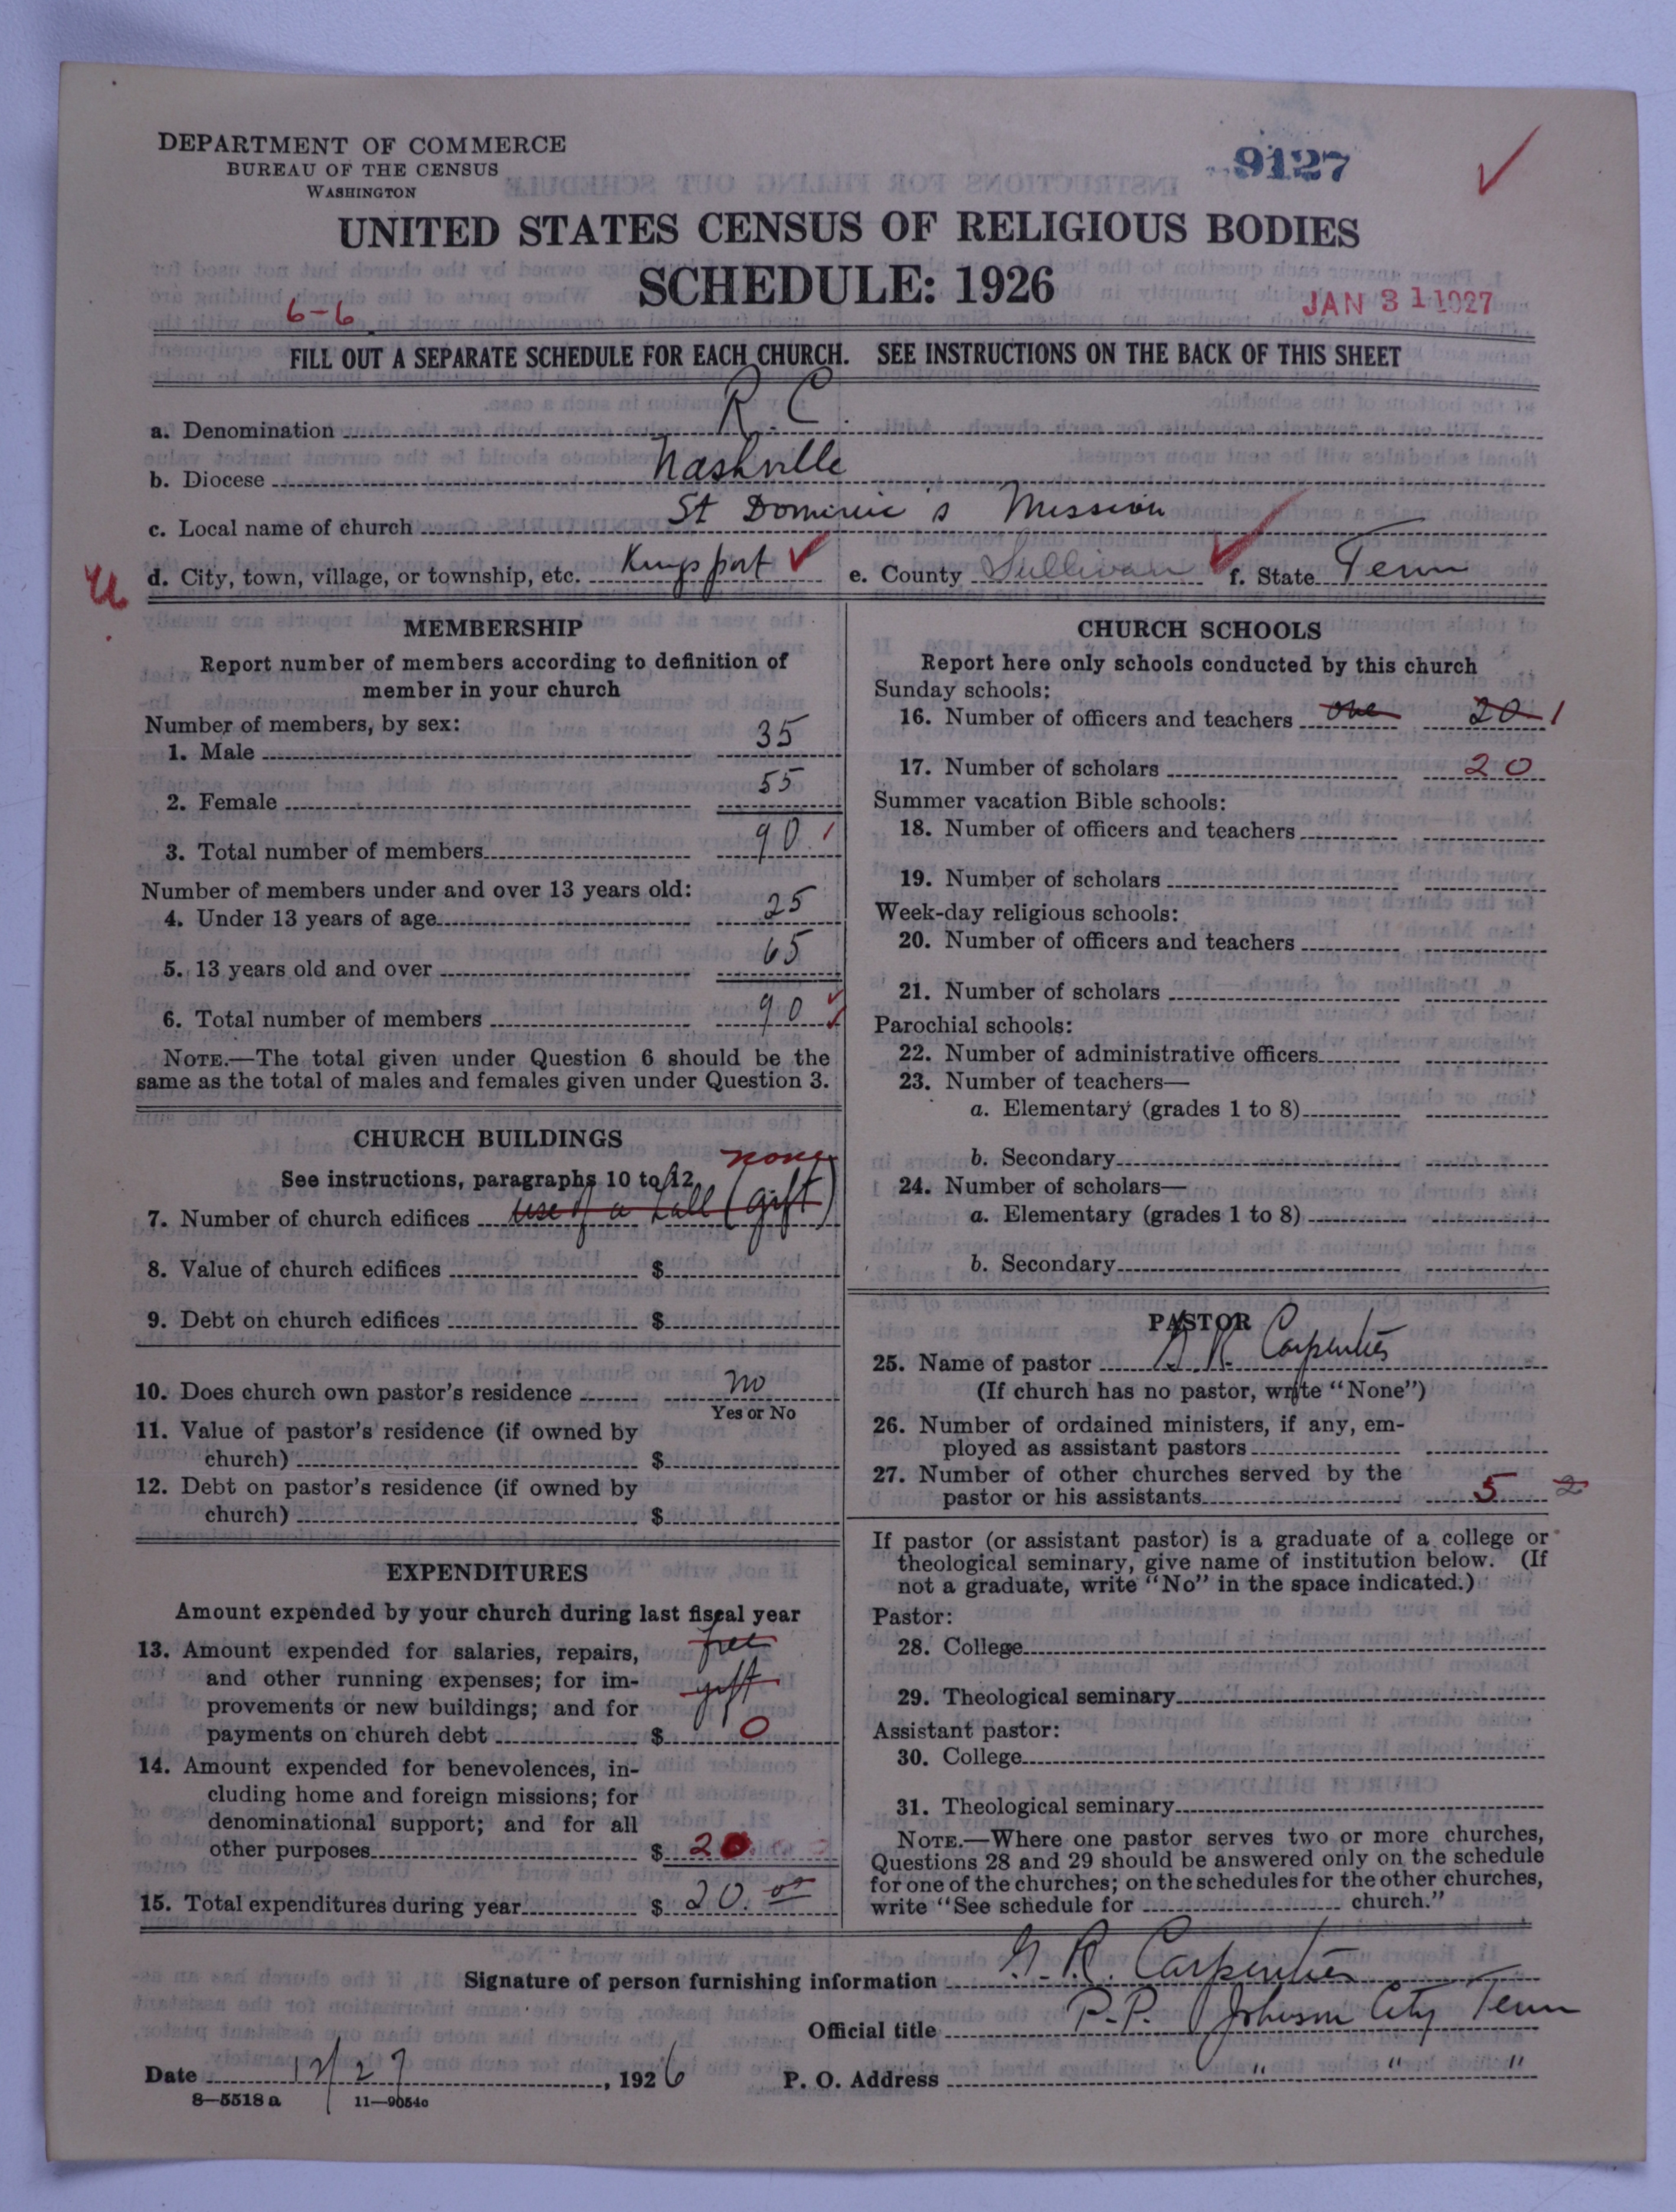 DEPARTMENT OF COMMERCE
BUREAU OF THE CENSUS
WASHINGTON
9127
UNITED STATES CENSUS OF RELIGIOUS BODIES
SCHEDULE: 1926
6-6
JAN 31 1927
FILL OUT A SEPARATE SCHEDULE FOR EACH CHURCH. SEE INSTRUCTIONS ON THE BACK OF THIS SHEET
a. Denomination R. C.
b. Diocese Nashville
c. Local name of church St Dominic's Mission
d. City, town, village, or township, etc. Kingsport e. County Sullivan f. State Tenn
MEMBERSHIP
Report number of members according to definition of
member in your church
Number of members, by sex:
1. Male 35
2. Female 55
3. Total number of members 90
Number of members under and over 13 years old:
4. Under 13 years of age 25
5. 13 years old and over 65
6. Total number of members 90
NOTE.—The total given under Question 6 should be the
same as the total of males and females given under Question 3.
CHURCH BUILDINGS
none
See instructions, paragraphs 10 to 12
7. Number of church edifices use of a hall (gift)
8. Value of church edifices $
9. Debt on church edifices $
10. Does church own pastor's residence no
Yes or No
11. Value of pastor's residence (if owned by
church) $
12. Debt on pastor's residence (if owned by
church) $
EXPENDITURES
Amount expended by your church during last fiscal year
13. Amount expended for salaries, repairs, free
and other running expenses; for im- gift
provements or new buildings; and for
payments on church debt $ 0
14. Amount expended for benevolences, in-
cluding home and foreign missions; for
denominational support; and for all
other purposes $ 20
15. Total expenditures during year $ 20.00
CHURCH SCHOOLS
Report here only schools conducted by this church
Sunday schools:
16. Number of officers and teachers one 20 1
17. Number of scholars 20
Summer vacation Bible schools:
18. Number of officers and teachers
19. Number of scholars
Week-day religious schools:
20. Number of officers and teachers
21. Number of scholars
Parochial schools:
22. Number of administrative officers
23. Number of teachers—
a. Elementary (grades 1 to 8)
b. Secondary
24. Number of scholars—
a. Elementary (grades 1 to 8)
b. Secondary
PASTOR
25. Name of pastor G. R. Carpentier
(If church has no pastor, write "None")
26. Number of ordained ministers, if any, em-
ployed as assistant pastors
27. Number of other churches served by the
pastor or his assistants 5 2
If pastor (or assistant pastor) is a graduate of a college or
theological seminary, give name of institution below. (If
not a graduate, write "No" in the space indicated.)
Pastor:
28. College
29. Theological seminary
Assistant pastor:
30. College
31. Theological seminary
NOTE.—Where one pastor serves two or more churches,
Questions 28 and 29 should be answered only on the schedule
for one of the churches; on the schedules for the other churches,
write "See schedule for church."
Signature of person furnishing information G. R. Carpentier
Official title P. P. Johnson City Tenn
Date 12/27, 1926 P. O. Address " " "
8—5518 a 11—9054c